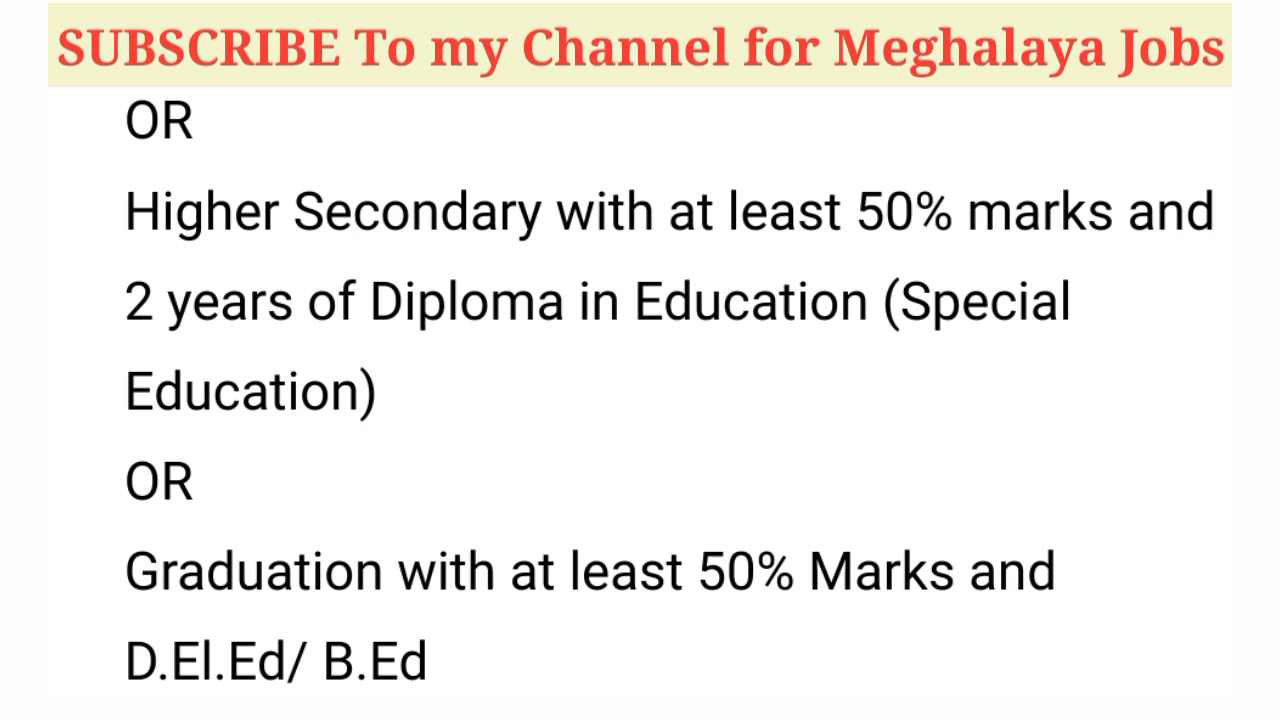 SUBSCRIBE To my Channel for Meghalaya Jobs
OR
Higher Secondary with at least 50% marks and
2 years of Diploma in Education (Special
Education)
OR
Graduation with at least 50% Marks and
D.El.Ed/ B.Ed